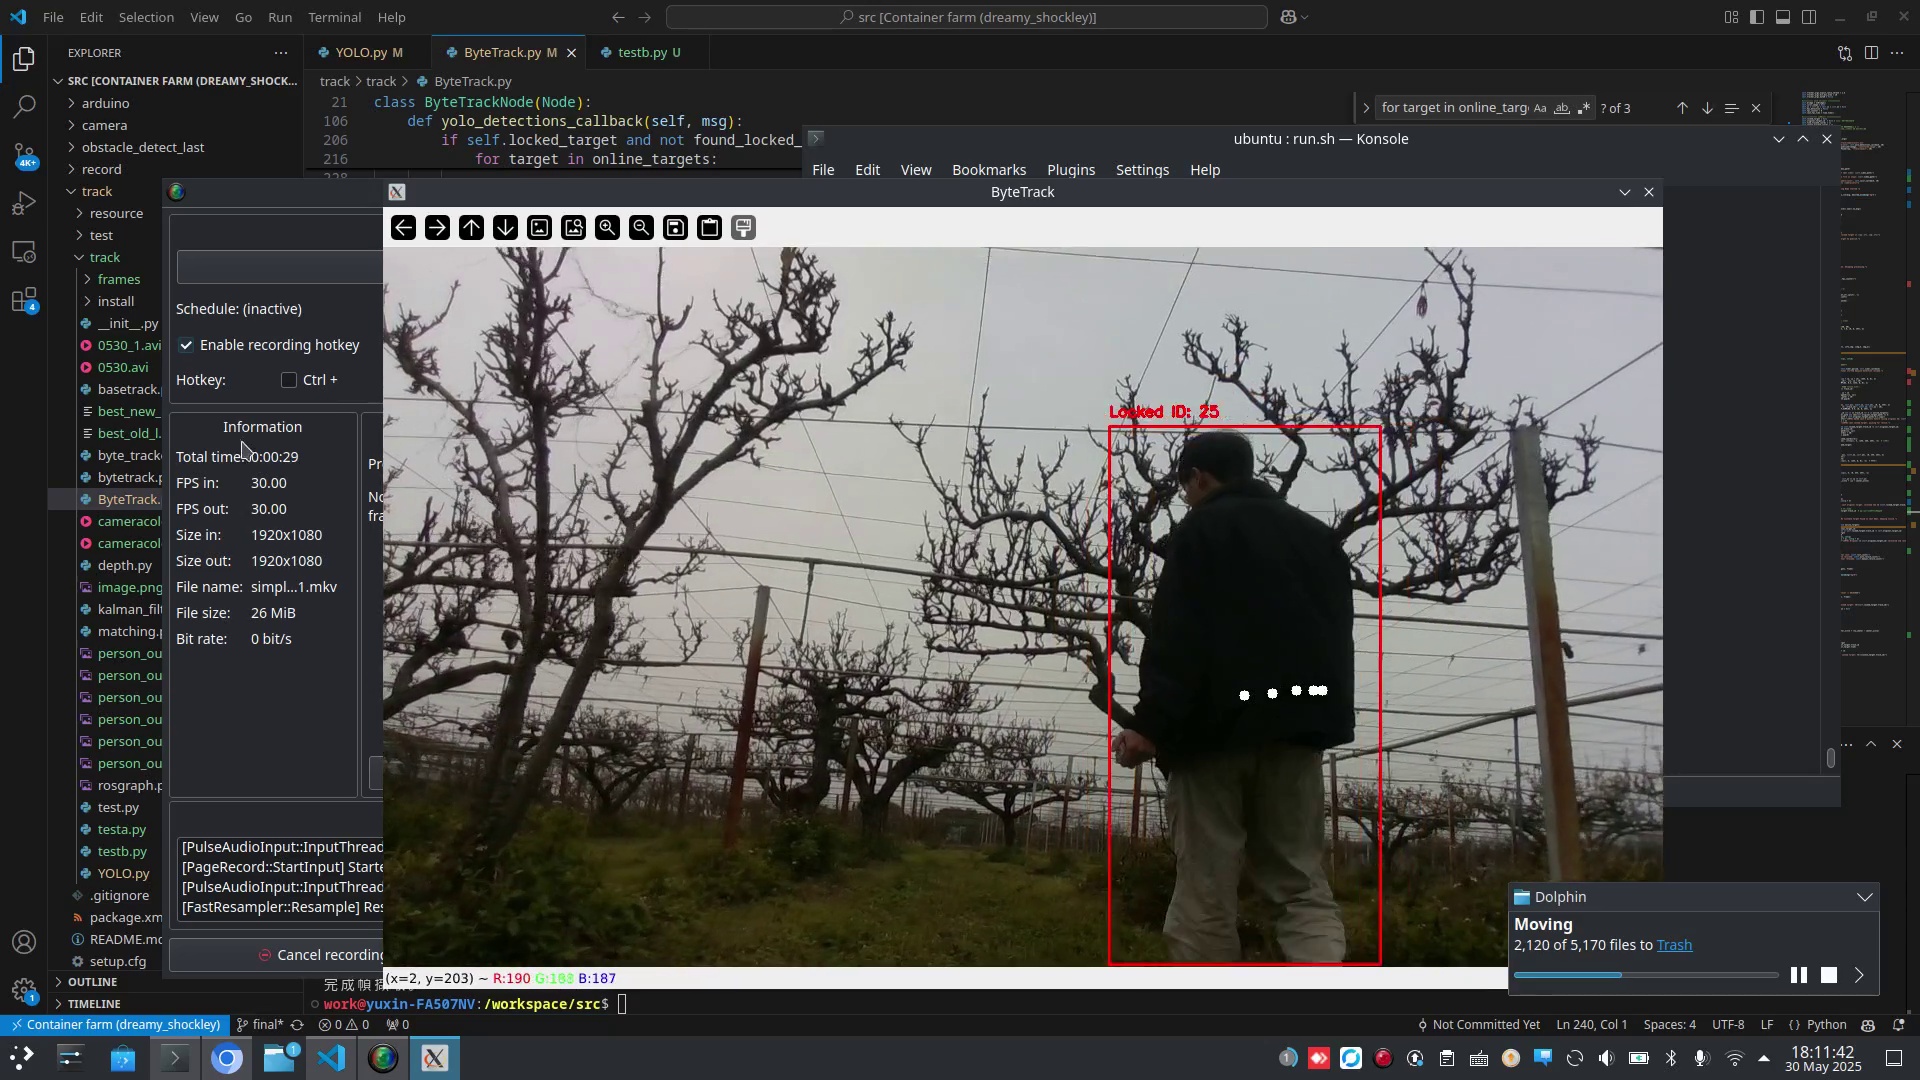 File Edit Selection View Go Run Terminal Help
src [Container farm (dreamy_shockley)]
EXPLORER
YOLO.py M
ByteTrack.py M
testb.py U
SRC [CONTAINER FARM (DREAMY_SHOCK...
track > track > ByteTrack.py
arduino
camera
obstacle_detect_last
record
track
resource
test
track
frames
install
__init__.py
0530_1.avi
0530.avi
basetrack.
best_new_
best_old_l.
byte_track
bytetrack.p
ByteTrack.
cameracol
cameracol
depth.py
image.png
kalman_filt
matching.p
person_ou
person_ou
person_ou
person_ou
person_ou
person_ou
rosgraph.p
test.py
testa.py
testb.py
YOLO.py
.gitignore
package.xm
README.md
setup.cfg
OUTLINE
TIMELINE
21 class ByteTrackNode(Node):
106 def yolo_detections_callback(self, msg):
206 if self.locked_target and not found_locked_
216 for target in online_targets:
for target in online_targ
Aa ab
? of 3
ubuntu : run.sh — Konsole
File Edit View Bookmarks Plugins Settings Help
ByteTrack
Schedule: (inactive)
Enable recording hotkey
Hotkey: Ctrl +
Information
Total time: 0:00:29
FPS in: 30.00
FPS out: 30.00
Size in: 1920x1080
Size out: 1920x1080
File name: simpl...1.mkv
File size: 26 MiB
Bit rate: 0 bit/s
[PulseAudioInput::InputThread
[PageRecord::StartInput] Starte
[PulseAudioInput::InputThread
[FastResampler::Resample] Res
Cancel recording
Locked ID: 25
(x=2, y=203) ~ R:190 G:183 B:187
work@yuxin-FA507NV:/workspace/src$
Dolphin
Moving
2,120 of 5,170 files to Trash
Container farm (dreamy_shockley) final* 0 0 0
Not Committed Yet Ln 240, Col 1 Spaces: 4 UTF-8 LF {} Python
4K+
4
1
1
1
18:11:42
30 May 2025